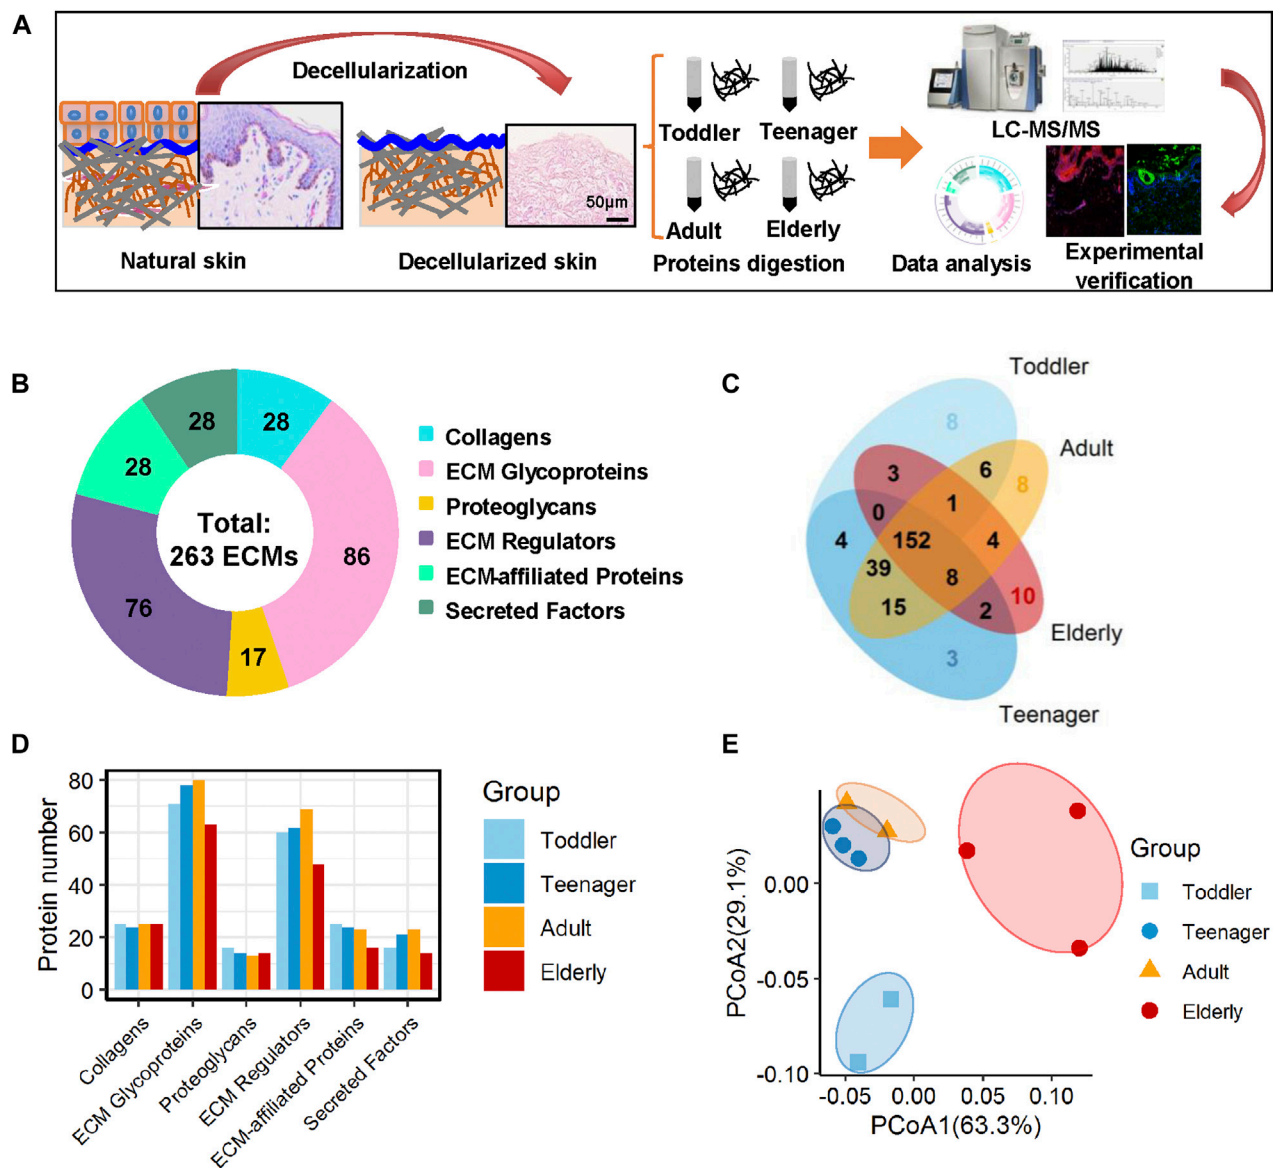 A
Decellularization
50µm
Natural skin
Decellularized skin
Toddler
Teenager
Adult
Elderly
Proteins digestion
LC-MS/MS
Data analysis
Experimental
verification
B
28
28
28
86
76
17
Total:
263 ECMs
Collagens
ECM Glycoproteins
Proteoglycans
ECM Regulators
ECM-affiliated Proteins
Secreted Factors
C
Toddler
8
Adult
3
6
8
0
1
4
152
4
39
8
10
15
2
Elderly
3
Teenager
D
Protein number
80
60
40
20
0
Collagens
ECM Glycoproteins
Proteoglycans
ECM Regulators
ECM-affiliated Proteins
Secreted Factors
Group
Toddler
Teenager
Adult
Elderly
E
PCoA2(29.1%)
0.00
-0.05
-0.10
-0.05
0.00
0.05
0.10
PCoA1(63.3%)
Group
Toddler
Teenager
Adult
Elderly